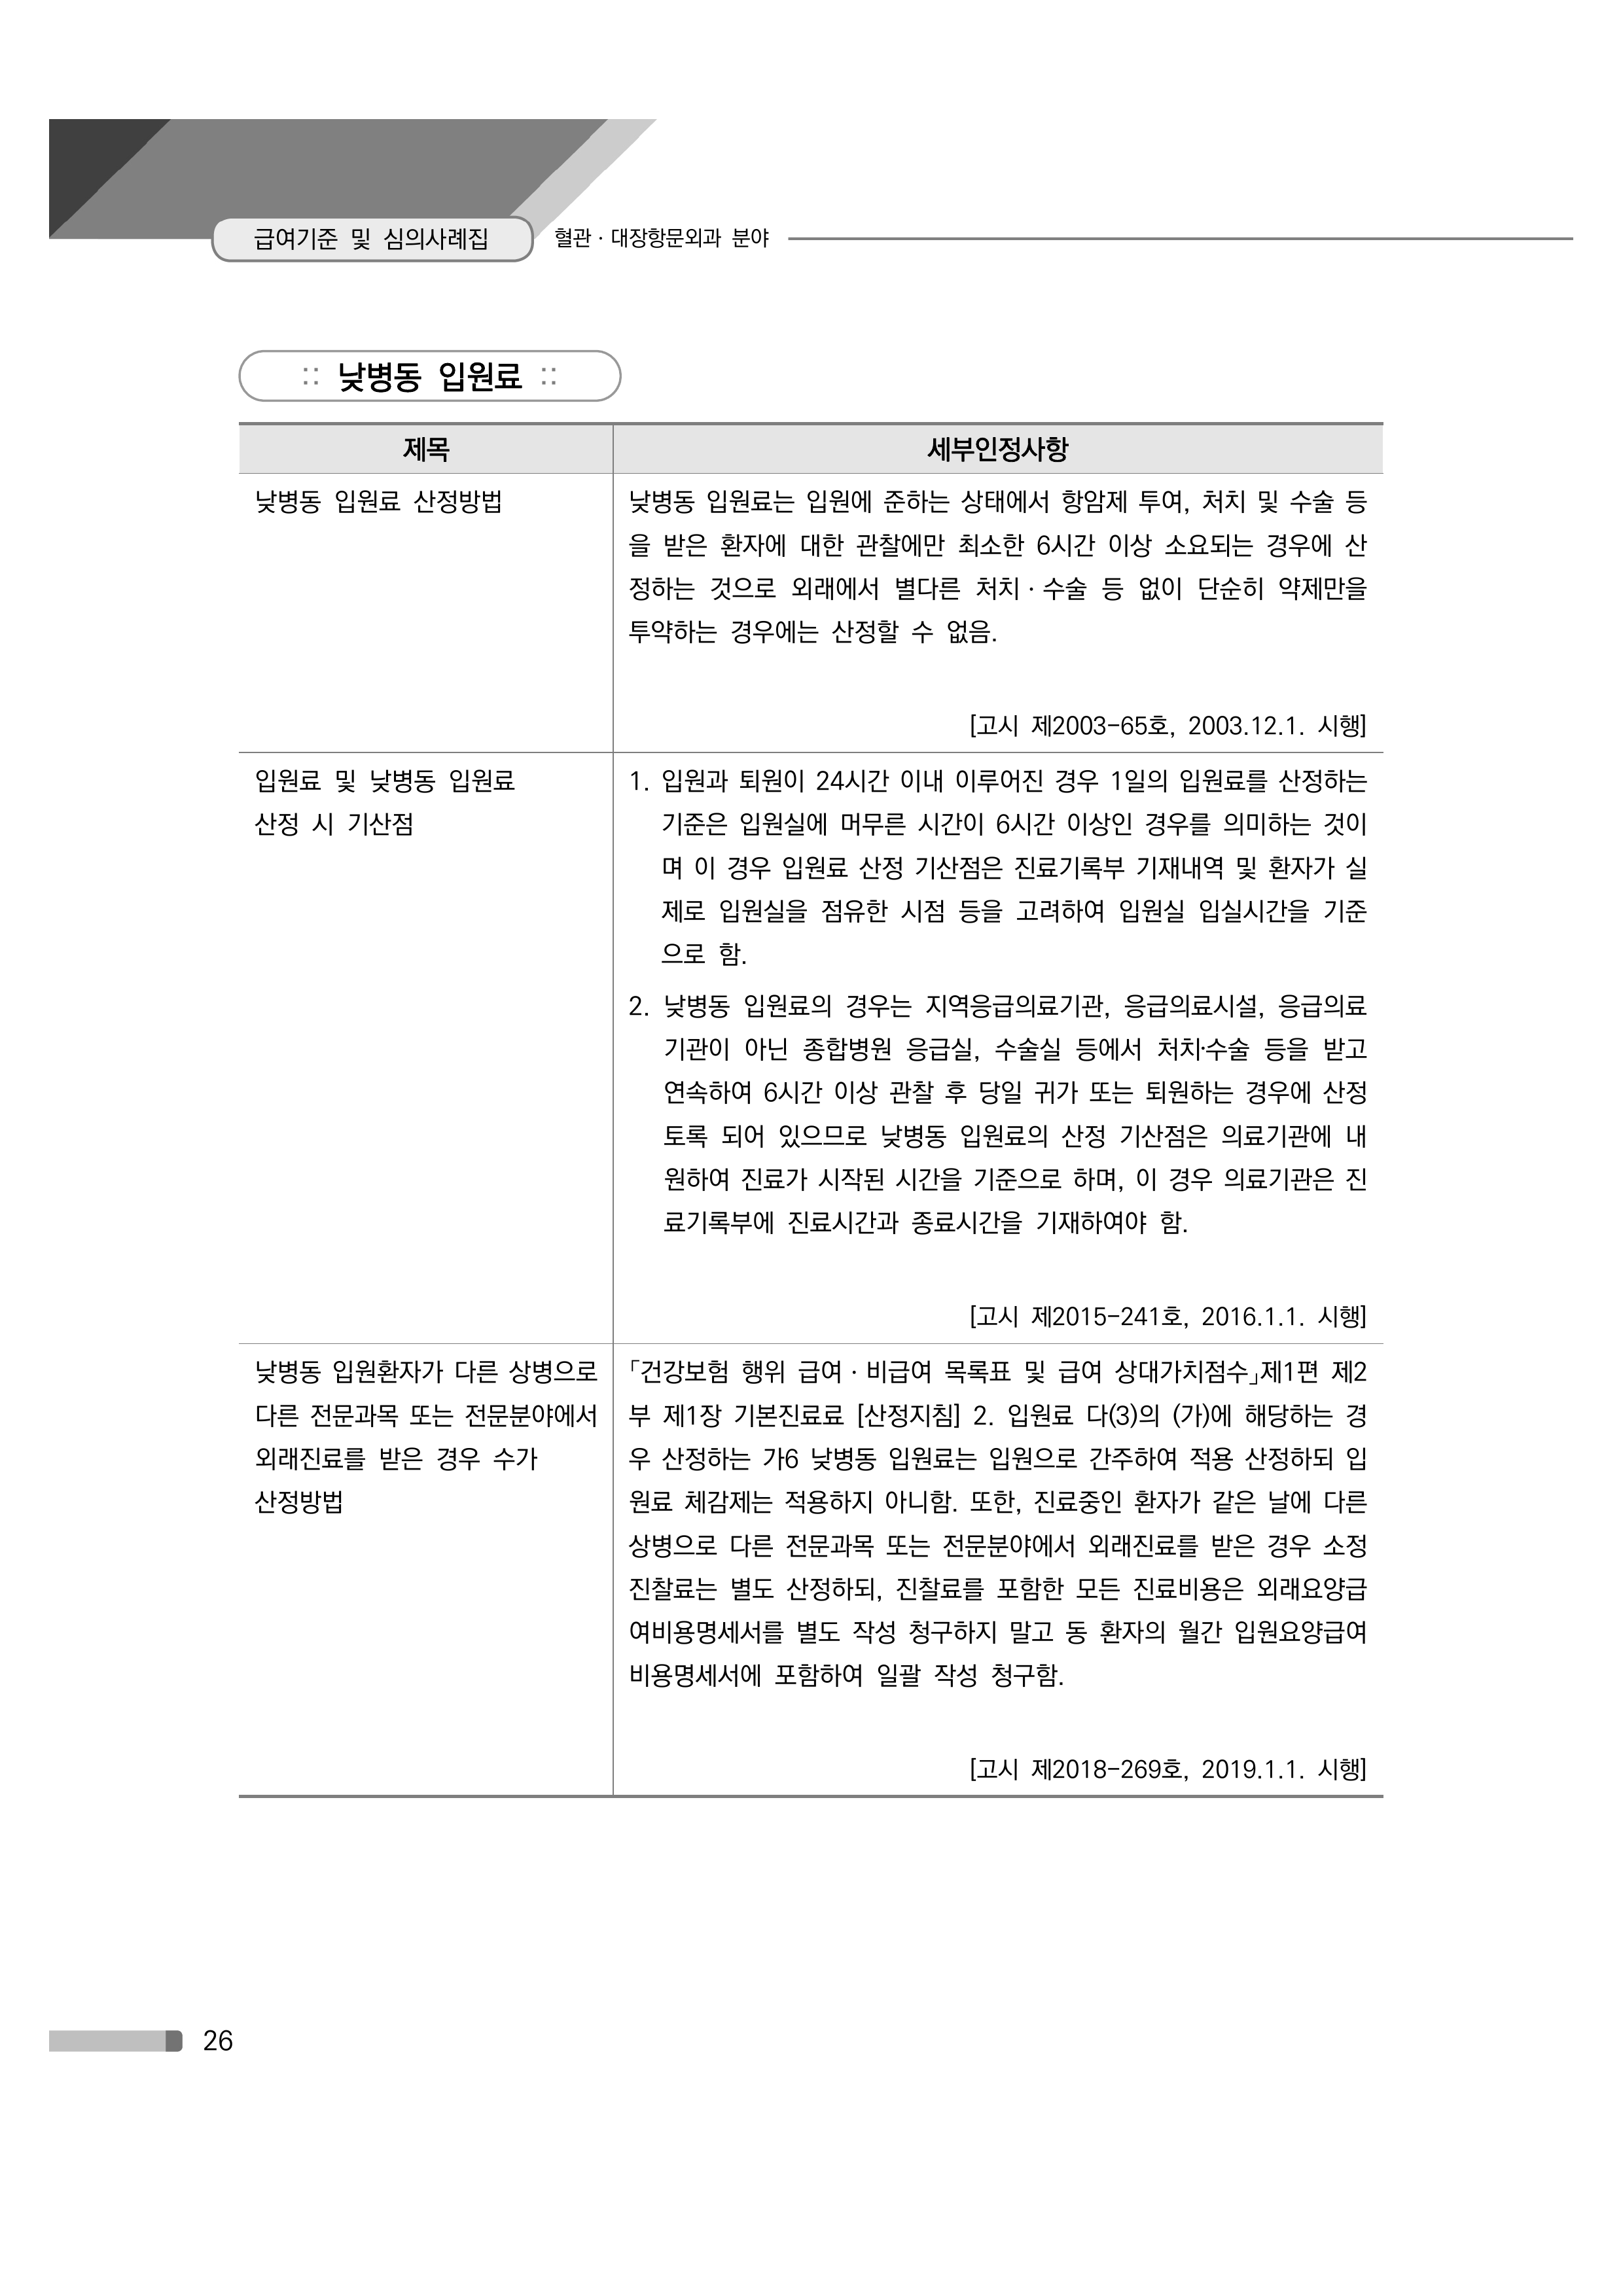 급여기준 및 심의사례집
혈관 · 대장항문외과 분야
:: 낮병동 입원료 ::
제목
세부인정사항
낮병동 입원료 산정방법
낮병동 입원료는 입원에 준하는 상태에서 항암제 투여, 처치 및 수술 등
을 받은 환자에 대한 관찰에만 최소한 6시간 이상 소요되는 경우에 산
정하는 것으로 외래에서 별다른 처치 · 수술 등 없이 단순히 약제만을
투약하는 경우에는 산정할 수 없음.
[고시 제2003-65호, 2003.12.1. 시행]
입원료 및 낮병동 입원료
산정 시 기산점
1. 입원과 퇴원이 24시간 이내 이루어진 경우 1일의 입원료를 산정하는
기준은 입원실에 머무른 시간이 6시간 이상인 경우를 의미하는 것이
며 이 경우 입원료 산정 기산점은 진료기록부 기재내역 및 환자가 실
제로 입원실을 점유한 시점 등을 고려하여 입원실 입실시간을 기준
으로 함.
2. 낮병동 입원료의 경우는 지역응급의료기관, 응급의료시설, 응급의료
기관이 아닌 종합병원 응급실, 수술실 등에서 처치·수술 등을 받고
연속하여 6시간 이상 관찰 후 당일 귀가 또는 퇴원하는 경우에 산정
토록 되어 있으므로 낮병동 입원료의 산정 기산점은 의료기관에 내
원하여 진료가 시작된 시간을 기준으로 하며, 이 경우 의료기관은 진
료기록부에 진료시간과 종료시간을 기재하여야 함.
[고시 제2015-241호, 2016.1.1. 시행]
낮병동 입원환자가 다른 상병으로
다른 전문과목 또는 전문분야에서
외래진료를 받은 경우 수가
산정방법
「건강보험 행위 급여 · 비급여 목록표 및 급여 상대가치점수」제1편 제2
부 제1장 기본진료료 [산정지침] 2. 입원료 다(3)의 (가)에 해당하는 경
우 산정하는 가6 낮병동 입원료는 입원으로 간주하여 적용 산정하되 입
원료 체감제는 적용하지 아니함. 또한, 진료중인 환자가 같은 날에 다른
상병으로 다른 전문과목 또는 전문분야에서 외래진료를 받은 경우 소정
진찰료는 별도 산정하되, 진찰료를 포함한 모든 진료비용은 외래요양급
여비용명세서를 별도 작성 청구하지 말고 동 환자의 월간 입원요양급여
비용명세서에 포함하여 일괄 작성 청구함.
[고시 제2018-269호, 2019.1.1. 시행]
26